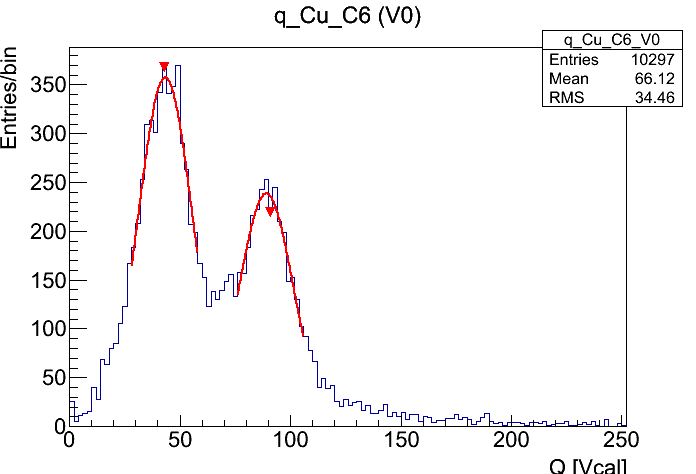 q_Cu_C6 (V0)
q_Cu_C6_V0
Entries 10297
Mean 66.12
RMS 34.46
Entries/bin
350
300
250
200
150
100
50
0
0 50 100 150 200 250
Q [Vcal]